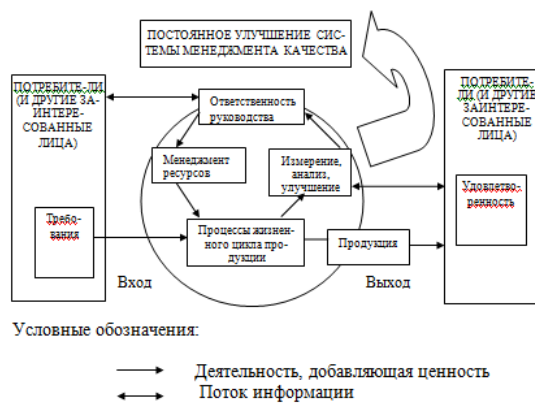 ПОСТОЯННОЕ УЛУЧШЕНИЕ СИС-
ТЕМЫ МЕНЕДЖМЕНТА КАЧЕСТВА
ПОТРЕБИТЕ-ЛИ
(И ДРУГИЕ ЗА-
ИНТЕРЕ-
СОВАННЫЕ
ЛИЦА)
Ответственность
руководства
ПОТРЕБИТЕ-
ЛИ (И ДРУГИЕ
ЗАИНТЕРЕ-
СОВАННЫЕ
ЛИЦА)
Менеджмент
ресурсов
Измерение,
анализ,
улучшение
Удовлетво-
ренность
Требо-
вания
Процессы жизнен-
ного цикла про-
дукции
Продукция
Вход
Выход
Условные обозначения:
Деятельность, добавляющая ценность
Поток информации